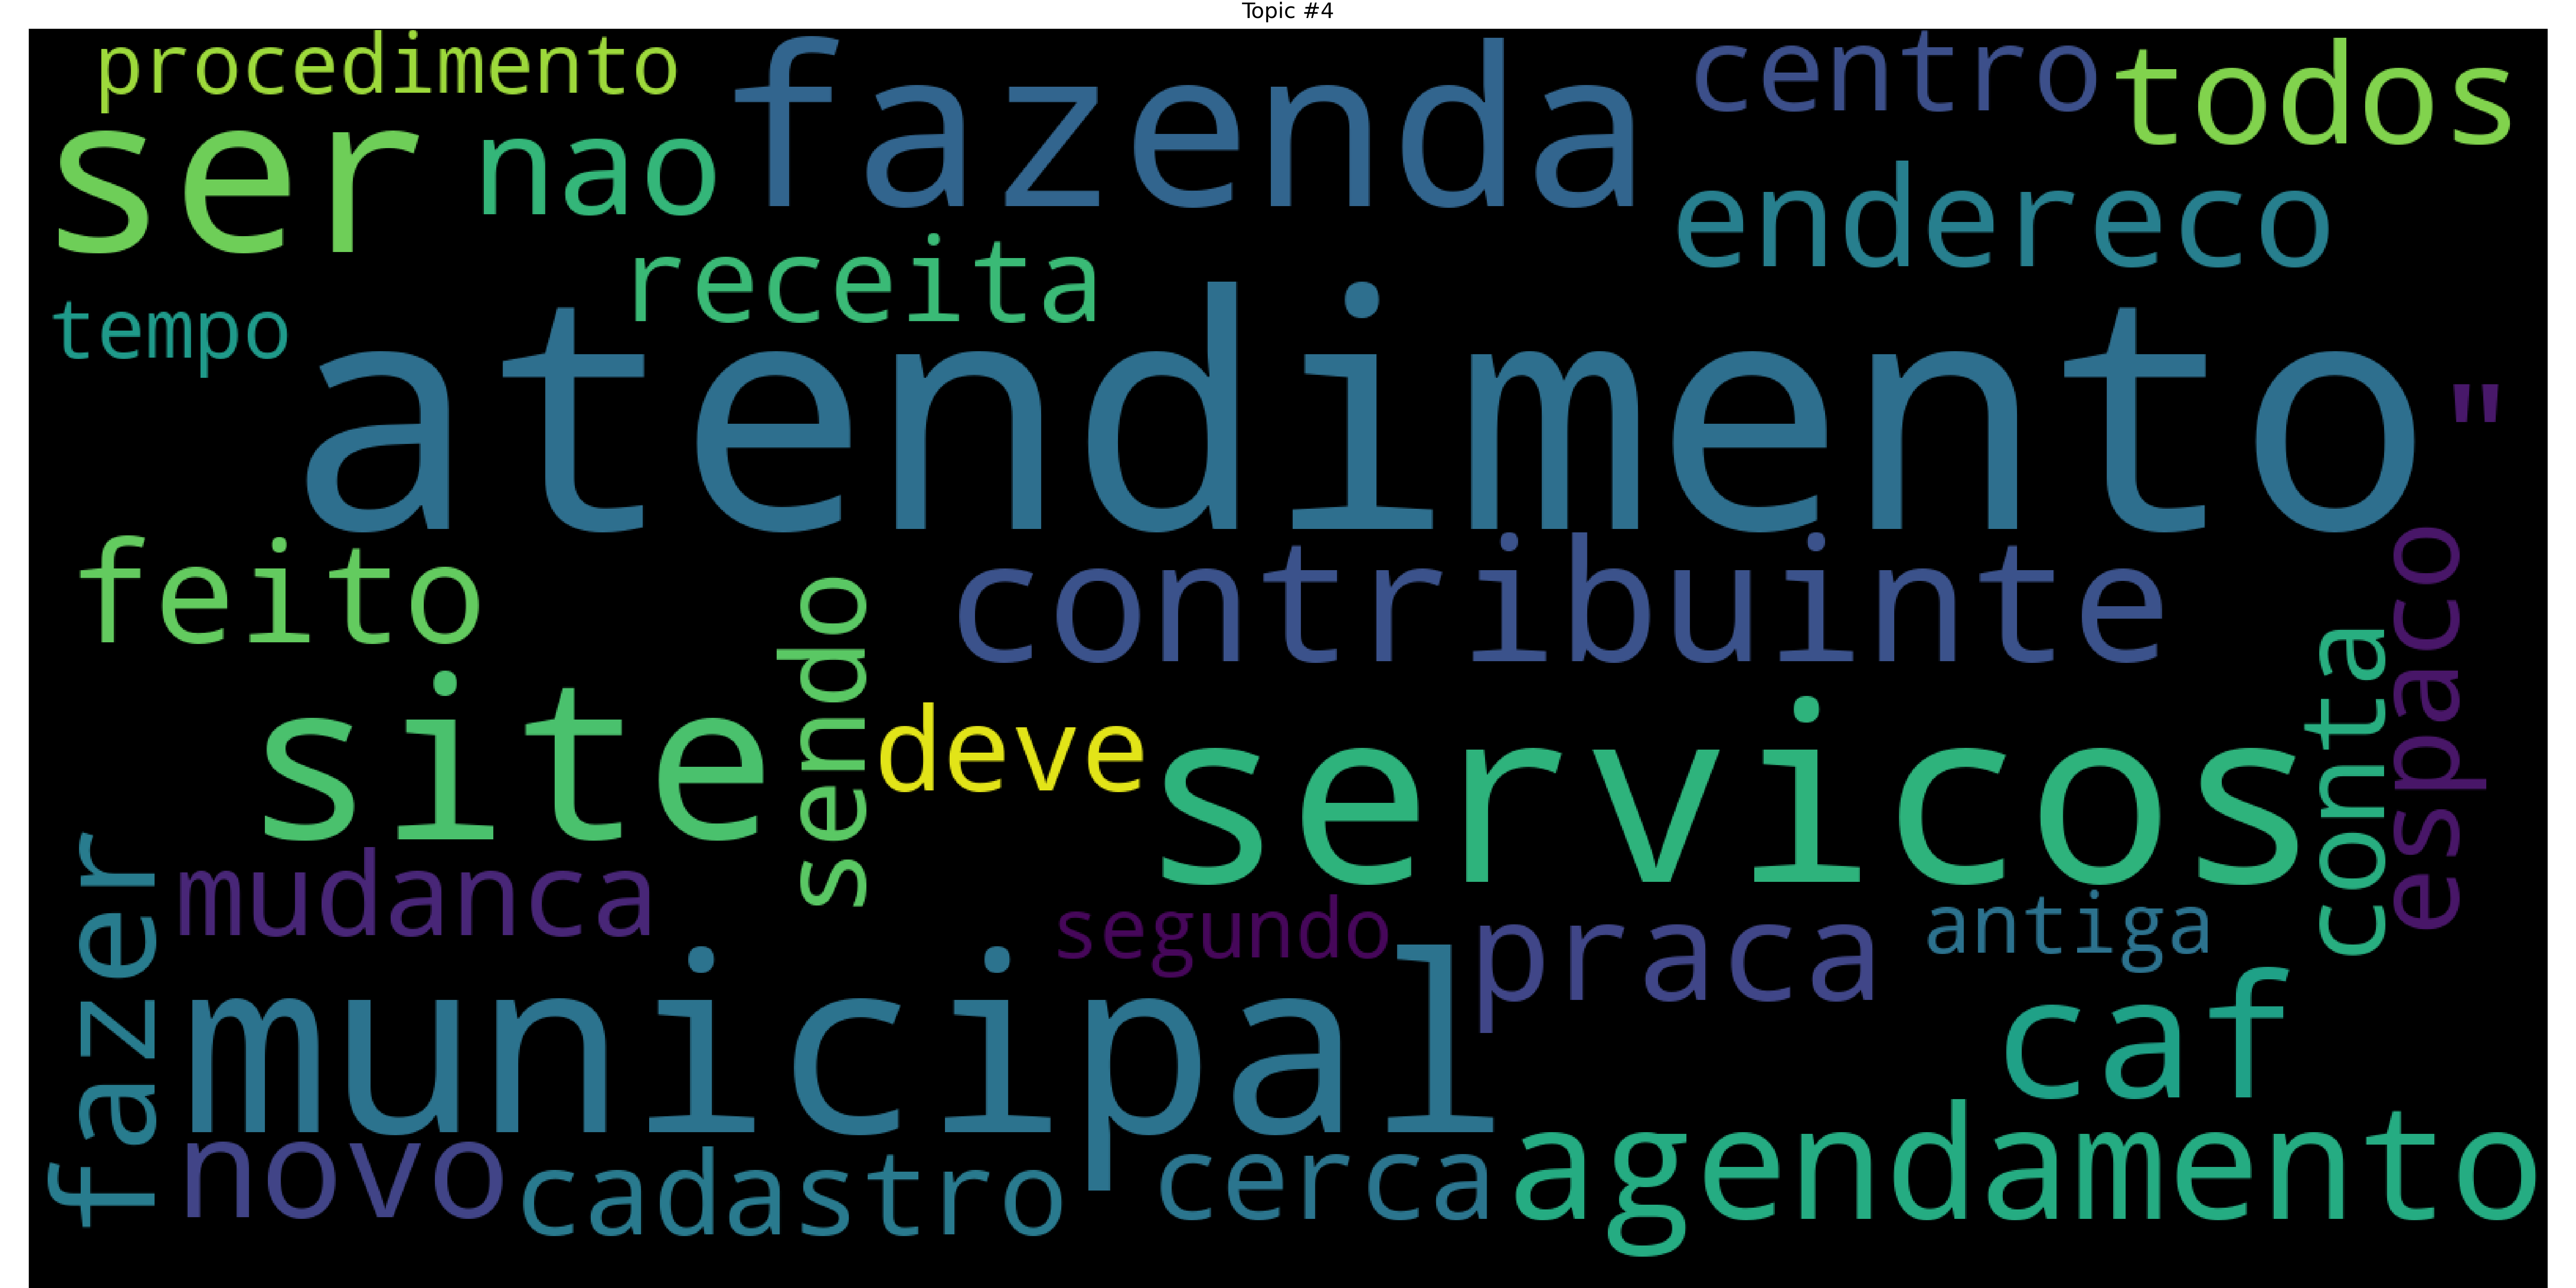 Topic #4
procedimento
fazenda
centro
todos
ser
nao
endereco
receita
tempo
atendimento
"
feito
contribuinte
espaco
conta
sendo
site
deve
servicos
fazer
mudanca
segundo
praca
antiga
municipal
caf
novo
cadastro
cerca
agendamento